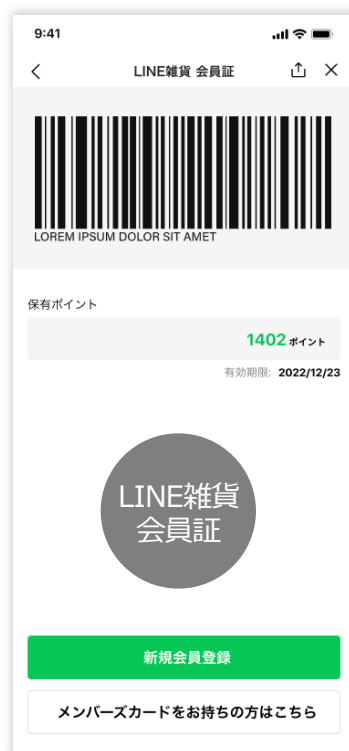 9:41
LINE雑貨 会員証
LOREM IPSUM DOLOR SIT AMET
保有ポイント
1402 ポイント
有効期限: 2022/12/23
LINE雑貨
会員証
新規会員登録
メンバーズカードをお持ちの方はこちら